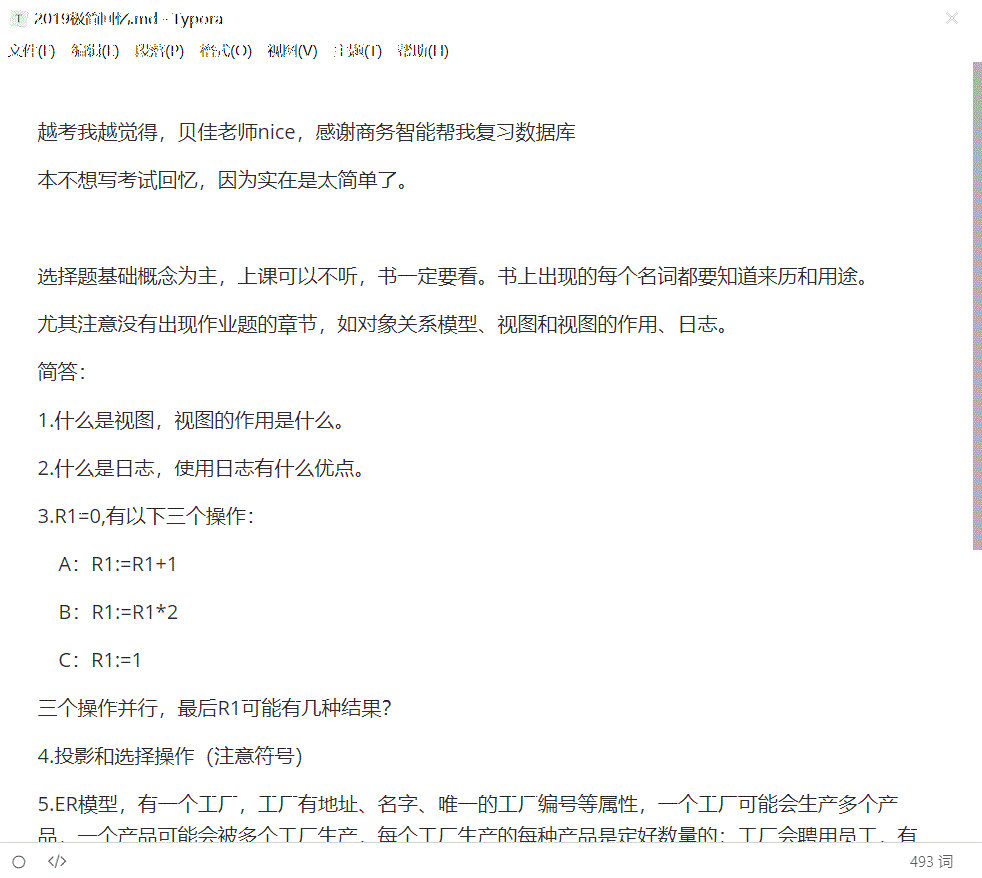 2019极简回忆.md - Typora
文件(F) 编辑(E) 段落(P) 格式(O) 视图(V) 主题(T) 帮助(H)
越考我越觉得，贝佳老师nice，感谢商务智能帮我复习数据库
本不想写考试回忆，因为实在是太简单了。
选择题基础概念为主，上课可以不听，书一定要看。书上出现的每个名词都要知道来历和用途。
尤其注意没有出现作业题的章节，如对象关系模型、视图和视图的作用、日志。
简答：
1.什么是视图，视图的作用是什么。
2.什么是日志，使用日志有什么优点。
3.R1=0,有以下三个操作：
A：R1:=R1+1
B：R1:=R1*2
C：R1:=1
三个操作并行，最后R1可能有几种结果？
4.投影和选择操作（注意符号）
5.ER模型，有一个工厂，工厂有地址、名字、唯一的工厂编号等属性，一个工厂可能会生产多个产
品，一个产品可能会被多个工厂生产，每个工厂生产的每种产品是定好数量的；工厂会聘用员工，有
</> 493 词